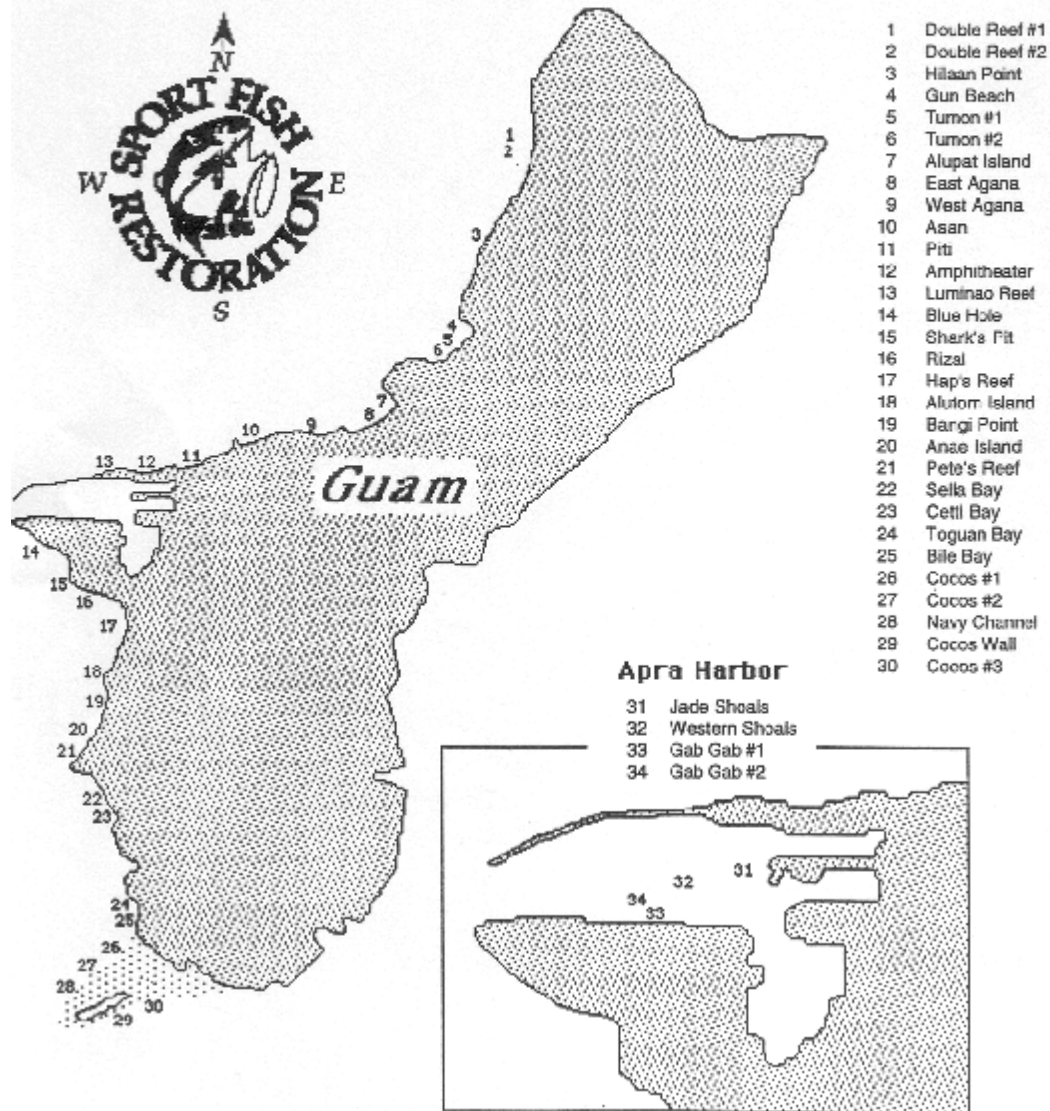 N
SPORT FISH
RESTORATION
W
E
S
1 Double Reef #1
2 Double Reef #2
3 Hilaan Point
4 Gun Beach
5 Tumon #1
6 Tumon #2
7 Alupat Island
8 East Agana
9 West Agana
10 Asan
11 Piti
12 Amphitheater
13 Luminao Reef
14 Blue Hole
15 Shark's Pit
16 Rizal
17 Hap's Reef
18 Alutom Island
19 Bangi Point
20 Anae Island
21 Pete's Reef
22 Sella Bay
23 Cetti Bay
24 Toguan Bay
25 Bile Bay
26 Cocos #1
27 Cocos #2
28 Navy Channel
29 Cocos Wall
30 Cocos #3
1
2
3
4
5
6
7
8
9
10
11
12
13
Guam
14
15
16
17
18
19
20
21
22
23
24
25
26
27
28
29
30
Apra Harbor
31 Jade Shoals
32 Western Shoals
33 Gab Gab #1
34 Gab Gab #2
31
32
34
33